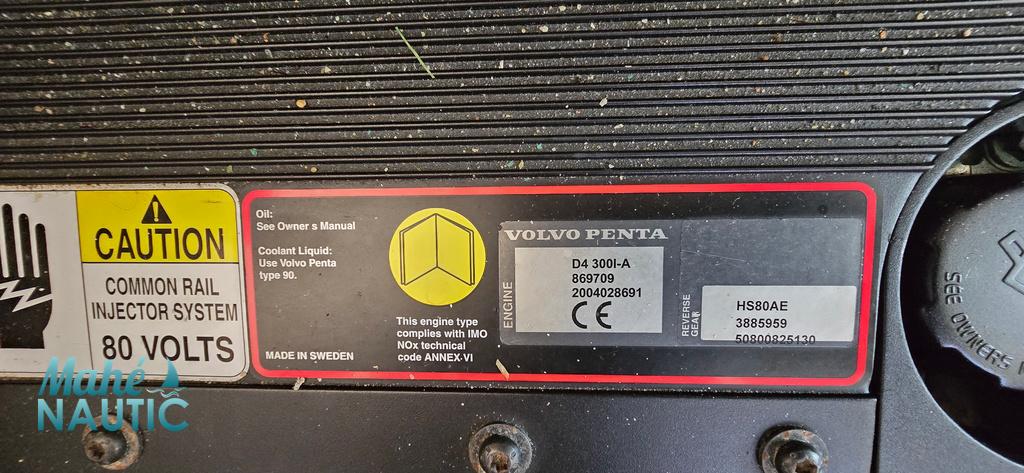 CAUTION
COMMON RAIL
INJECTOR SYSTEM
80 VOLTS
Oil:
See Owner s Manual
Coolant Liquid:
Use Volvo Penta
type 90.
MADE IN SWEDEN
This engine type
complies with IMO
NOx technical
code ANNEX-VI
VOLVO PENTA
ENGINE
D4 300I-A
869709
2004028691
CE
REVERSE
GEAR
HS80AE
3885959
50800825130
SEE
OWNERS
Mahé
NAUTIC